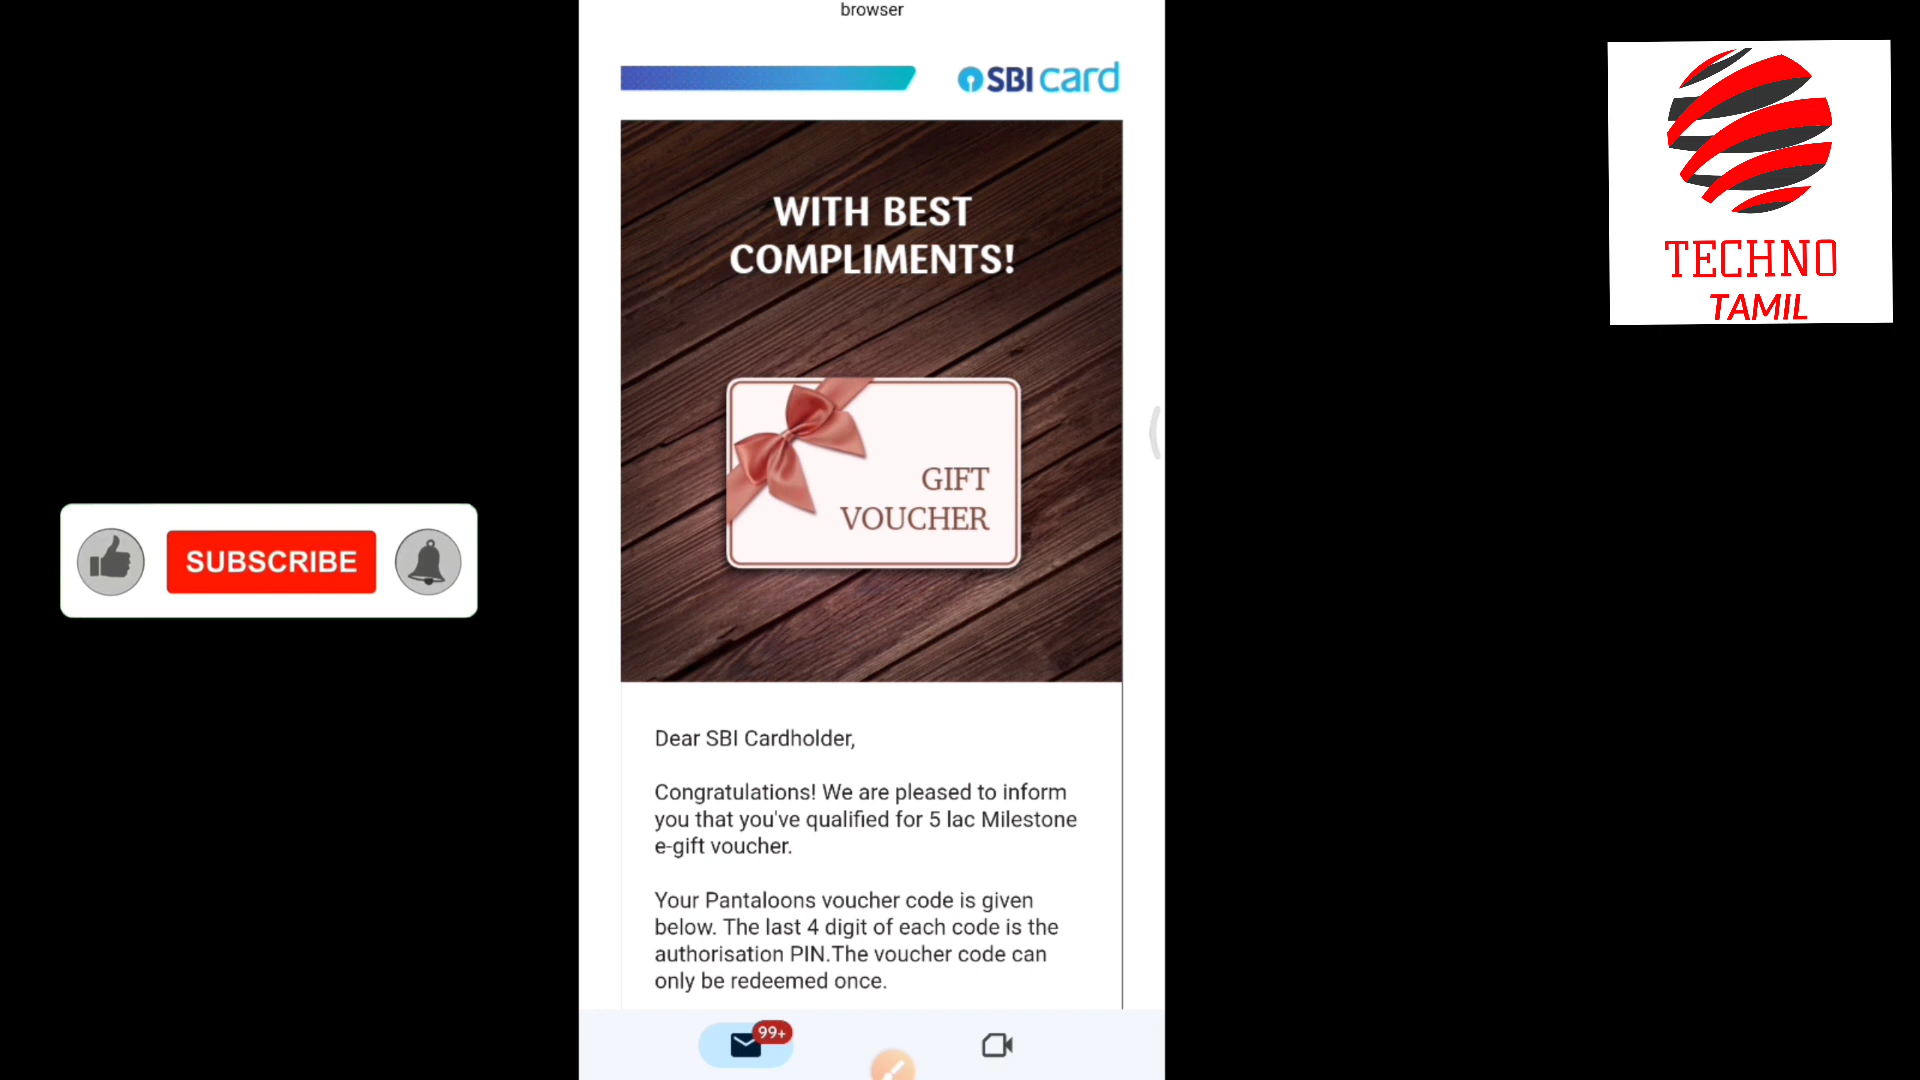 browser
SBI card
WITH BEST
COMPLIMENTS!
GIFT
VOUCHER
Dear SBI Cardholder,
Congratulations! We are pleased to inform
you that you've qualified for 5 lac Milestone
e-gift voucher.
Your Pantaloons voucher code is given
below. The last 4 digit of each code is the
authorisation PIN.The voucher code can
only be redeemed once.
99+
SUBSCRIBE
TECHNO
TAMIL